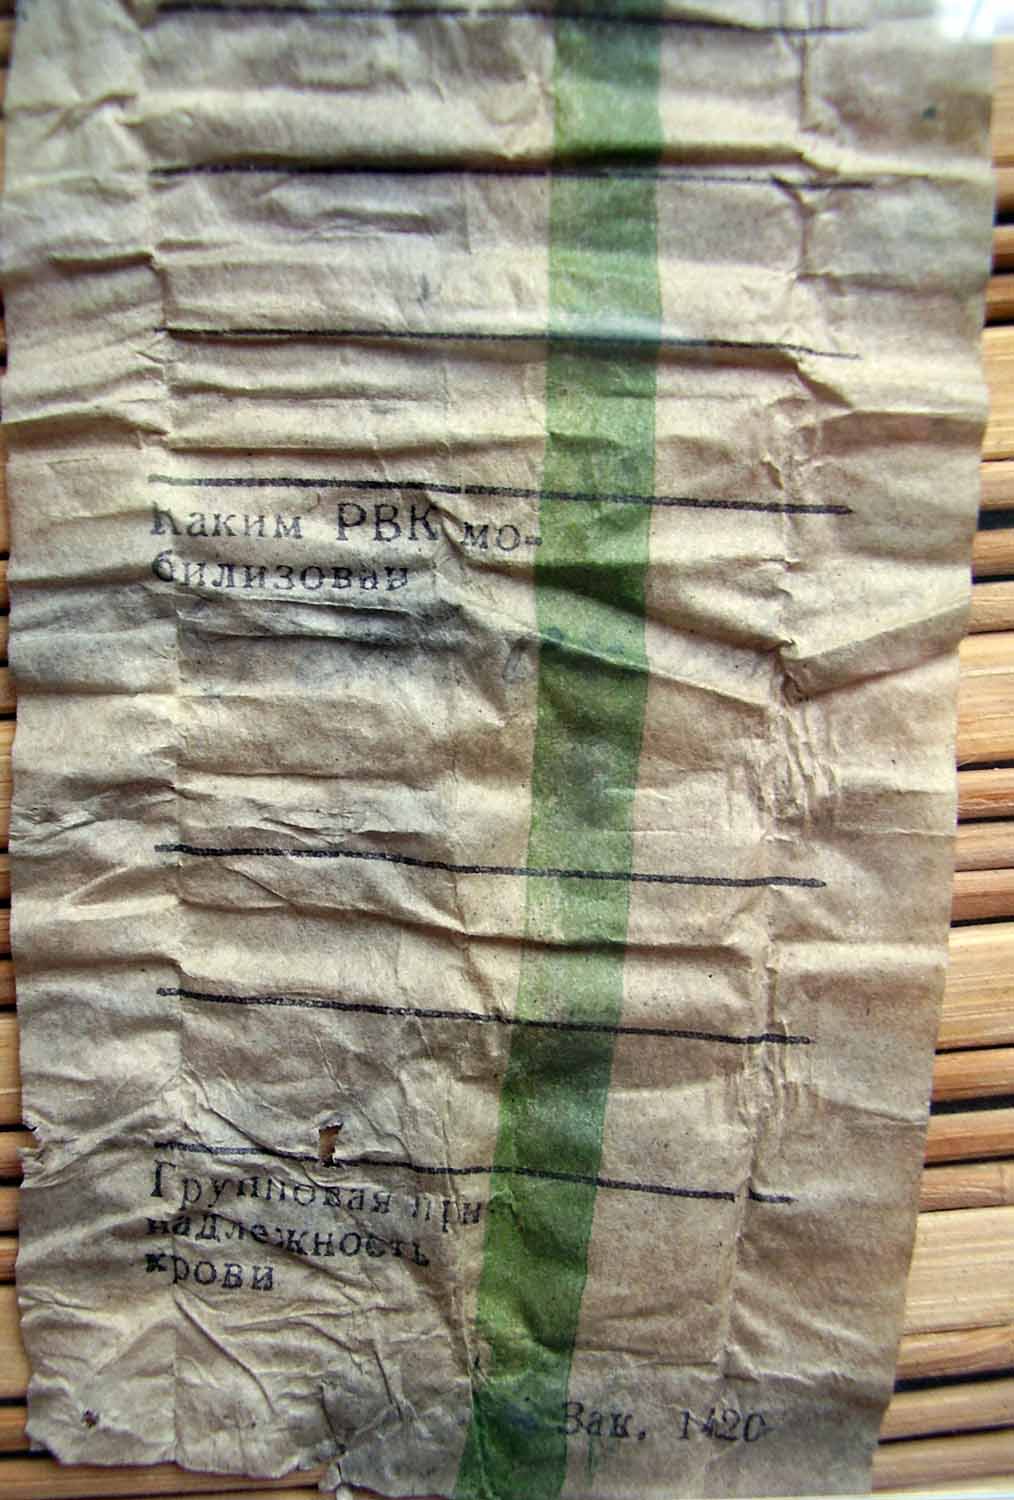 Каким РВК мо-
билизован
Групповая при-
надлежность
крови
Зак. 1420